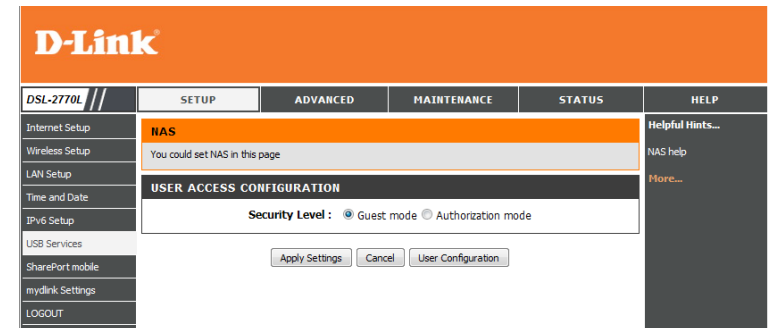 D-Link
DSL-2770L
SETUP
ADVANCED
MAINTENANCE
STATUS
HELP
Internet Setup
Wireless Setup
LAN Setup
Time and Date
IPv6 Setup
USB Services
SharePort mobile
mydlink Settings
LOGOUT
NAS
You could set NAS in this page
USER ACCESS CONFIGURATION
Security Level : Guest mode Authorization mode
Apply Settings Cancel User Configuration
Helpful Hints...
NAS help
More...